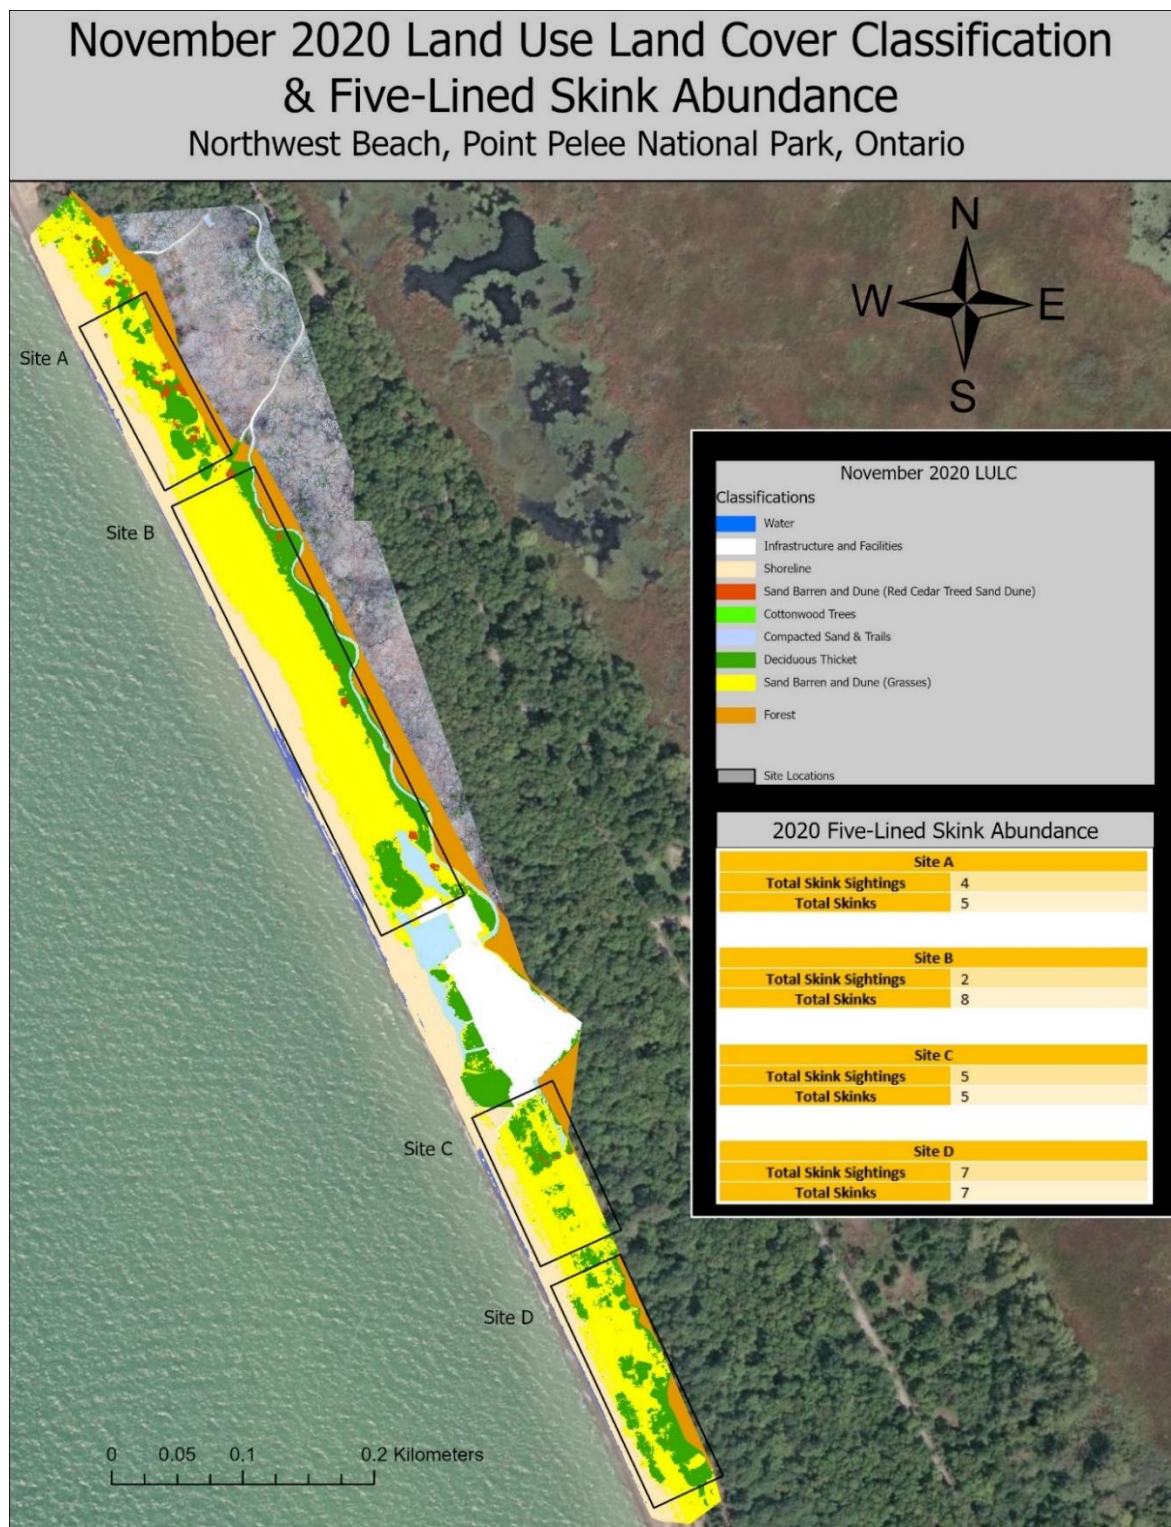 November 2020 Land Use Land Cover Classification
& Five-Lined Skink Abundance
Northwest Beach, Point Pelee National Park, Ontario
N
W
E
S
Site A
Site B
Site C
Site D
November 2020 LULC
Classifications
Water
Infrastructure and Facilities
Shoreline
Sand Barren and Dune (Red Cedar Treed Sand Dune)
Cottonwood Trees
Compacted Sand & Trails
Deciduous Thicket
Sand Barren and Dune (Grasses)
Forest
Site Locations
2020 Five-Lined Skink Abundance
Site A
Total Skink Sightings 4
Total Skinks 5
Site B
Total Skink Sightings 2
Total Skinks 8
Site C
Total Skink Sightings 5
Total Skinks 5
Site D
Total Skink Sightings 7
Total Skinks 7
0 0.05 0.1 0.2 Kilometers